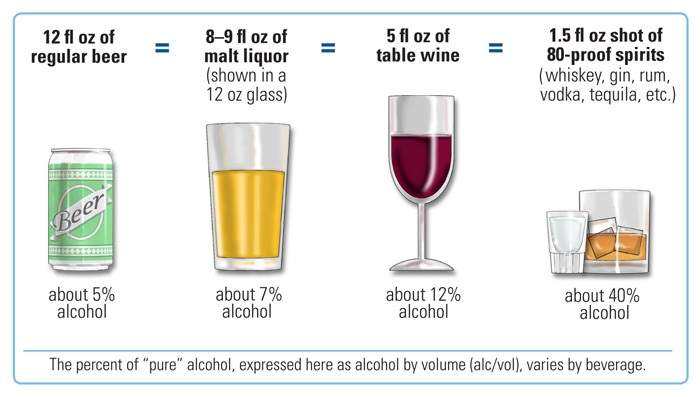 12 fl oz of
regular beer
=
8–9 fl oz of
malt liquor
(shown in a
12 oz glass)
=
5 fl oz of
table wine
=
1.5 fl oz shot of
80-proof spirits
(whiskey, gin, rum,
vodka, tequila, etc.)
Beer
about 5%
alcohol
about 7%
alcohol
about 12%
alcohol
about 40%
alcohol
The percent of “pure” alcohol, expressed here as alcohol by volume (alc/vol), varies by beverage.